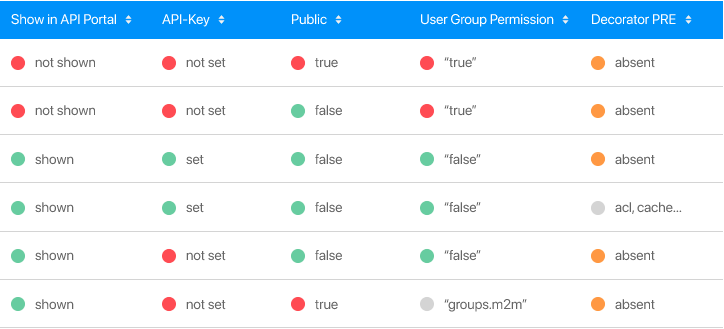 Show in API Portal API-Key Public User Group Permission Decorator PRE
not shown not set true “true” absent
not shown not set false “true” absent
shown set false “false” absent
shown set false “false” acl, cache...
shown not set false “false” absent
shown not set true “groups.m2m” absent